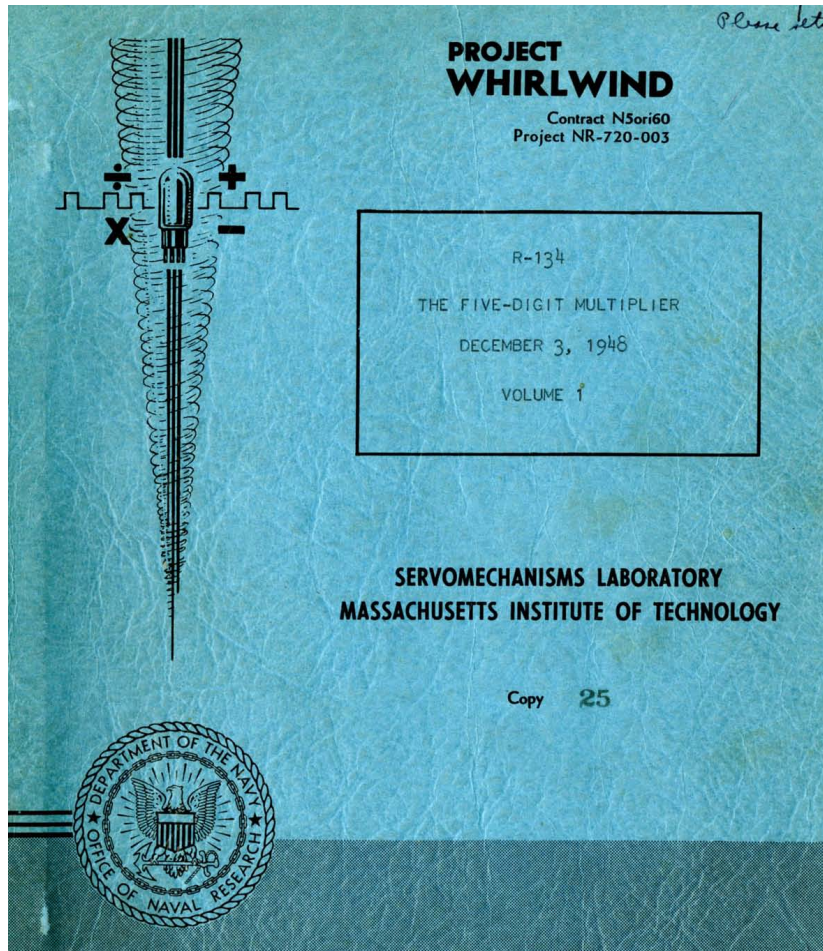 Please
PROJECT
WHIRLWIND
Contract N5ori60
Project NR-720-003
÷ +
X −
R-134
THE FIVE-DIGIT MULTIPLIER
DECEMBER 3, 1948
VOLUME 1
SERVOMECHANISMS LABORATORY
MASSACHUSETTS INSTITUTE OF TECHNOLOGY
Copy 25
DEPARTMENT OF THE NAVY
OFFICE OF NAVAL RESEARCH